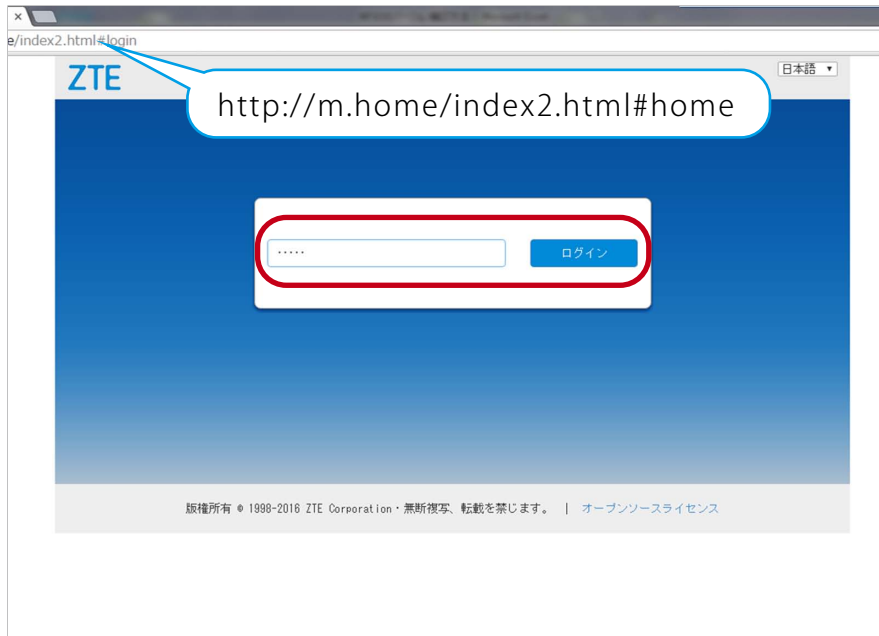 ×
e/index2.html#login
ZTE
日本語 ▼
http://m.home/index2.html#home
•••••
ログイン
版権所有 © 1998-2016 ZTE Corporation・無断複写、転載を禁じます。 | オープンソースライセンス